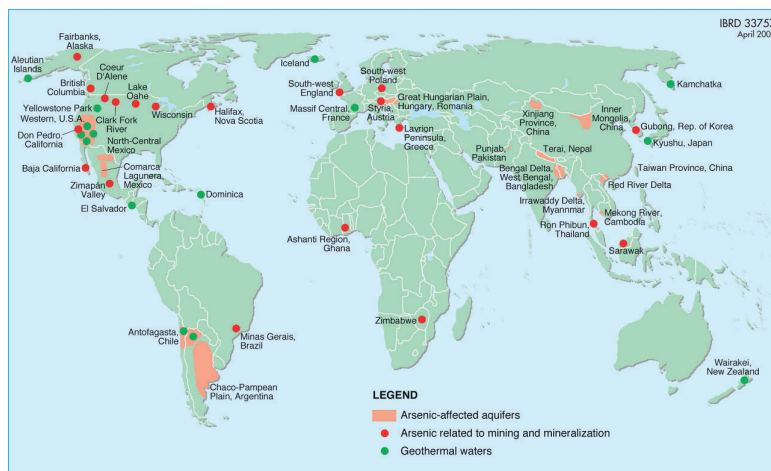 IBRD 33753
April 200
Fairbanks,
Alaska
Aleutian
Islands
Coeur
D'Alene
British
Columbia
Lake
Oahe
Yellowstone Park
Wisconsin
Halifax,
Nova Scotia
Western, U.S.A.
Clark Fork
River
Don Pedro,
California
North-Central
Mexico
Baja California
Comarca
Lagunera,
Mexico
Zimapán
Valley
El Salvador
Dominica
Iceland
South-west
England
South-west
Poland
Massif Central,
France
Styria,
Austria
Great Hungarian Plain,
Hungary, Romania
Lavrion
Peninsula,
Greece
Xinjiang
Province,
China
Inner
Mongolia,
China
Kamchatka
Gubong, Rep. of Korea
Kyushu, Japan
Punjab,
Pakistan
Terai, Nepal
Taiwan Province, China
Bengal Delta,
West Bengal,
Bangladesh
Red River Delta
Irrawaddy Delta,
Myannmar
Mekong River,
Cambodia
Ron Phibun,
Thailand
Sarawak
Ashanti Region,
Ghana
Zimbabwe
Antofagasta,
Chile
Minas Gerais,
Brazil
Chaco-Pampean
Plain, Argentina
Wairakei,
New Zealand
LEGEND
Arsenic-affected aquifers
Arsenic related to mining and mineralization
Geothermal waters